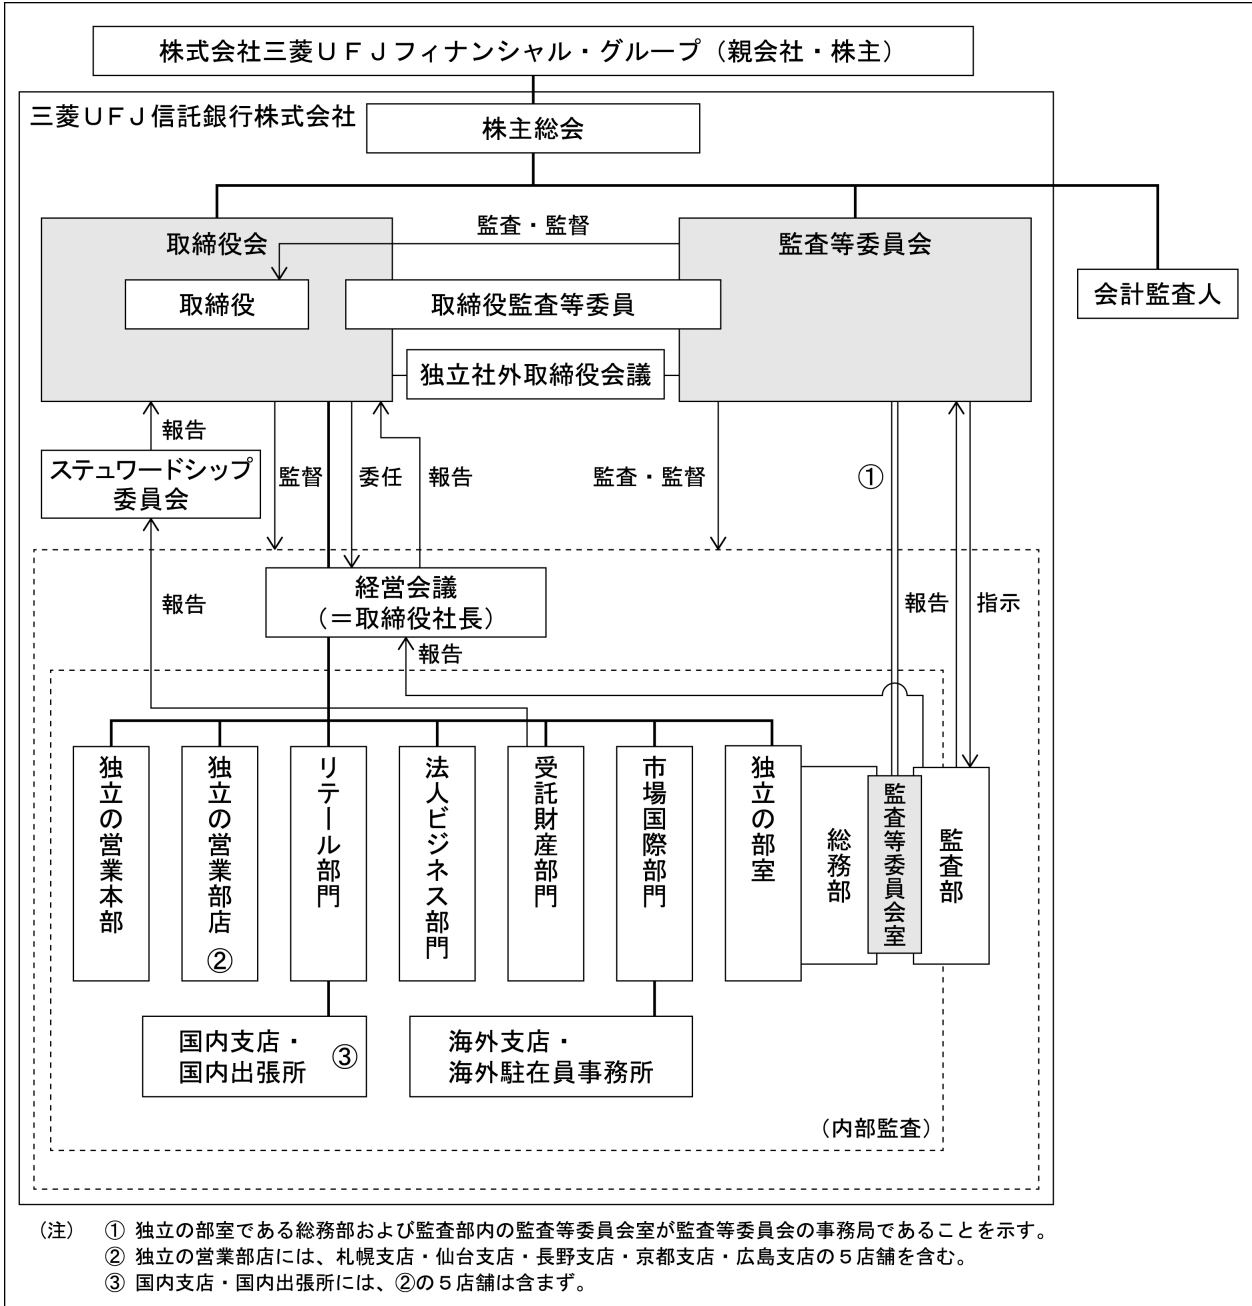 株式会社三菱ＵＦＪフィナンシャル・グループ（親会社・株主）
三菱ＵＦＪ信託銀行株式会社
株主総会
取締役会
監査・監督
監査等委員会
取締役
取締役監査等委員
会計監査人
独立社外取締役会議
報告
ステュワードシップ
委員会
監督
委任
報告
監査・監督
①
経営会議
（＝取締役社長）
報告
報告
報告
指示
独立の営業本部
独立の営業部店
②
リテール部門
法人ビジネス部門
受託財産部門
市場国際部門
独立の部室
総務部
監査等委員会室
監査部
国内支店・
国内出張所
③
海外支店・
海外駐在員事務所
（内部監査）
（注）　①　独立の部室である総務部および監査部内の監査等委員会室が監査等委員会の事務局であることを示す。
②　独立の営業部店には、札幌支店・仙台支店・長野支店・京都支店・広島支店の５店舗を含む。
③　国内支店・国内出張所には、②の５店舗は含まず。